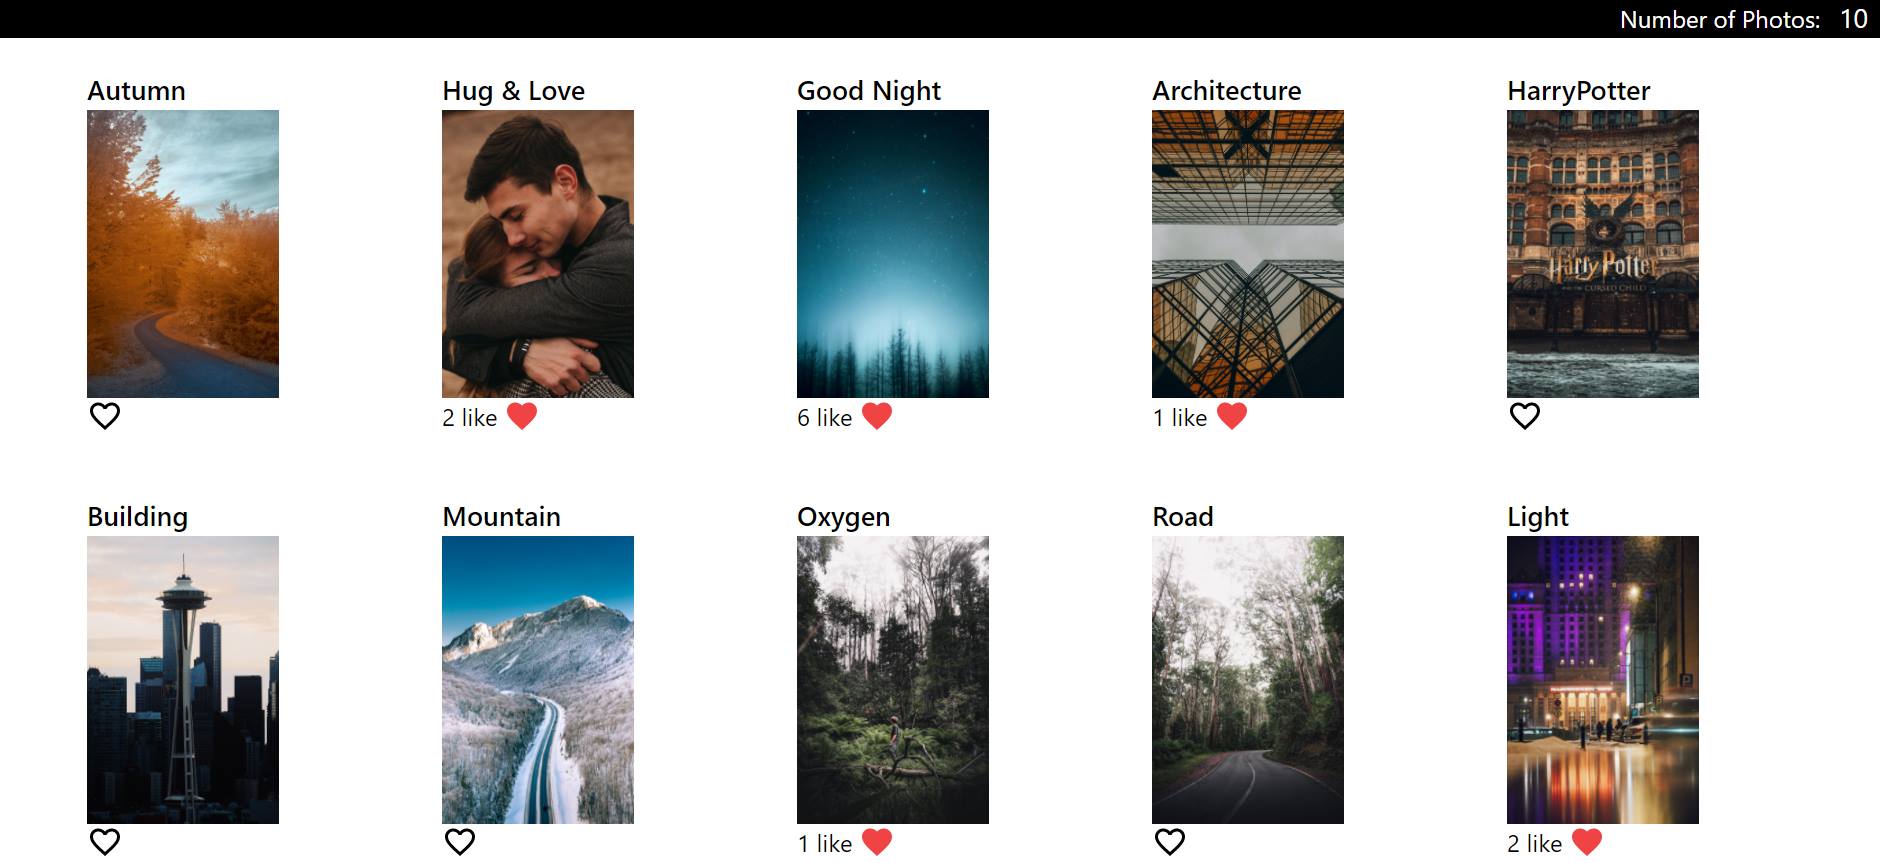 Number of Photos: 10
Autumn
Hug & Love
Good Night
Architecture
HarryPotter
Harry Potter
AND THE CURSED CHILD
2 like
6 like
1 like
Building
Mountain
Oxygen
Road
Light
P
1 like
2 like